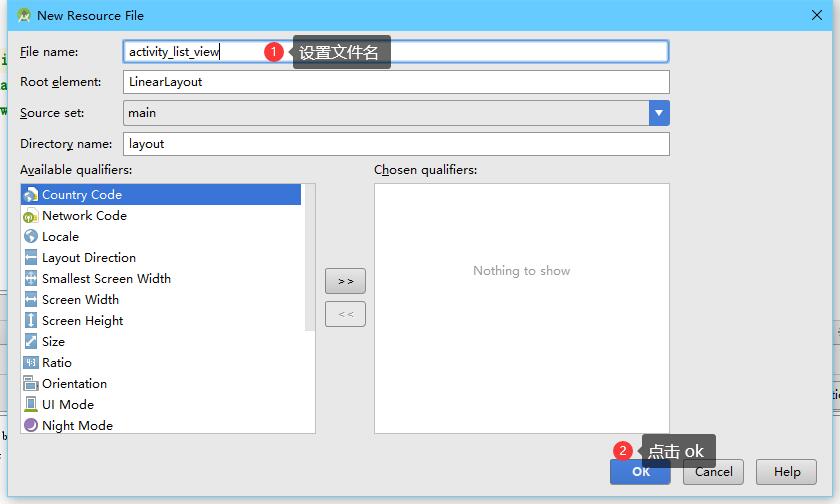 New Resource File
File name: activity_list_view 1 设置文件名
Root element: LinearLayout
Source set: main
Directory name: layout
Available qualifiers: Chosen qualifiers:
Country Code
Network Code
Locale
Layout Direction
Smallest Screen Width
Screen Width
Screen Height
Size
Ratio
Orientation
UI Mode
Night Mode
>>
<<
Nothing to show
2 点击 ok
OK Cancel Help